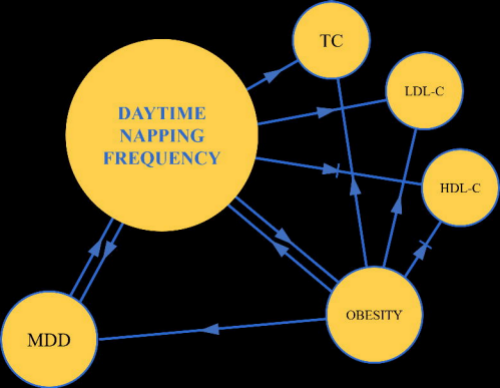 TC
LDL-C
DAYTIME
NAPPING
FREQUENCY
HDL-C
OBESITY
MDD